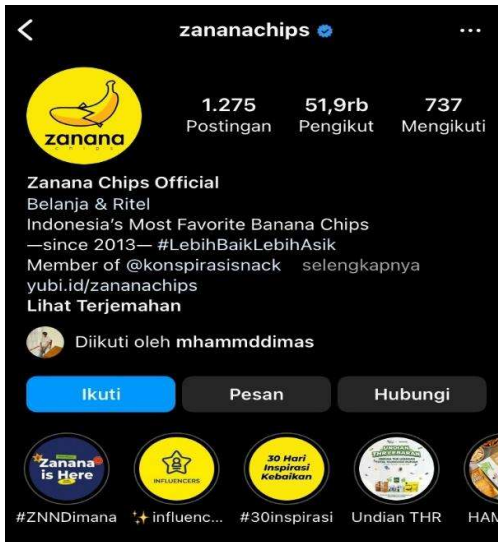 zananachips
1.275 51,9rb 737
Postingan Pengikut Mengikuti
zanana
chips
Zanana Chips Official
Belanja & Ritel
Indonesia's Most Favorite Banana Chips
—since 2013— #LebihBaikLebihAsik
Member of @konspirasisnack selengkapnya
yubi.id/zananachips
Lihat Terjemahan
Diikuti oleh mhammddimas
Ikuti Pesan Hubungi
Zanana
is Here
INFLUENCERS
30 Hari
Inspirasi
Kebaikan
UNDIAN
#ZNNDimana ✨influenc... #30inspirasi Undian THR HAM